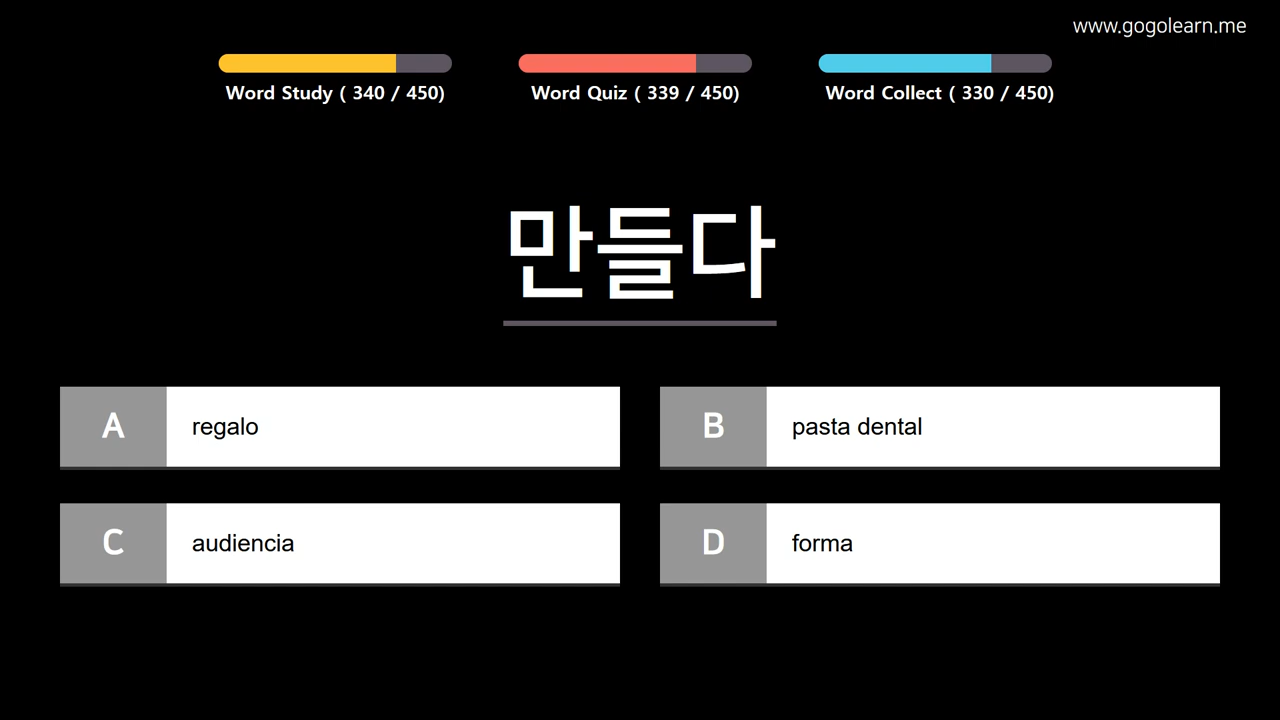 www.gogolearn.me
Word Study ( 340 / 450)
Word Quiz ( 339 / 450)
Word Collect ( 330 / 450)
만들다
A regalo
B pasta dental
C audiencia
D forma